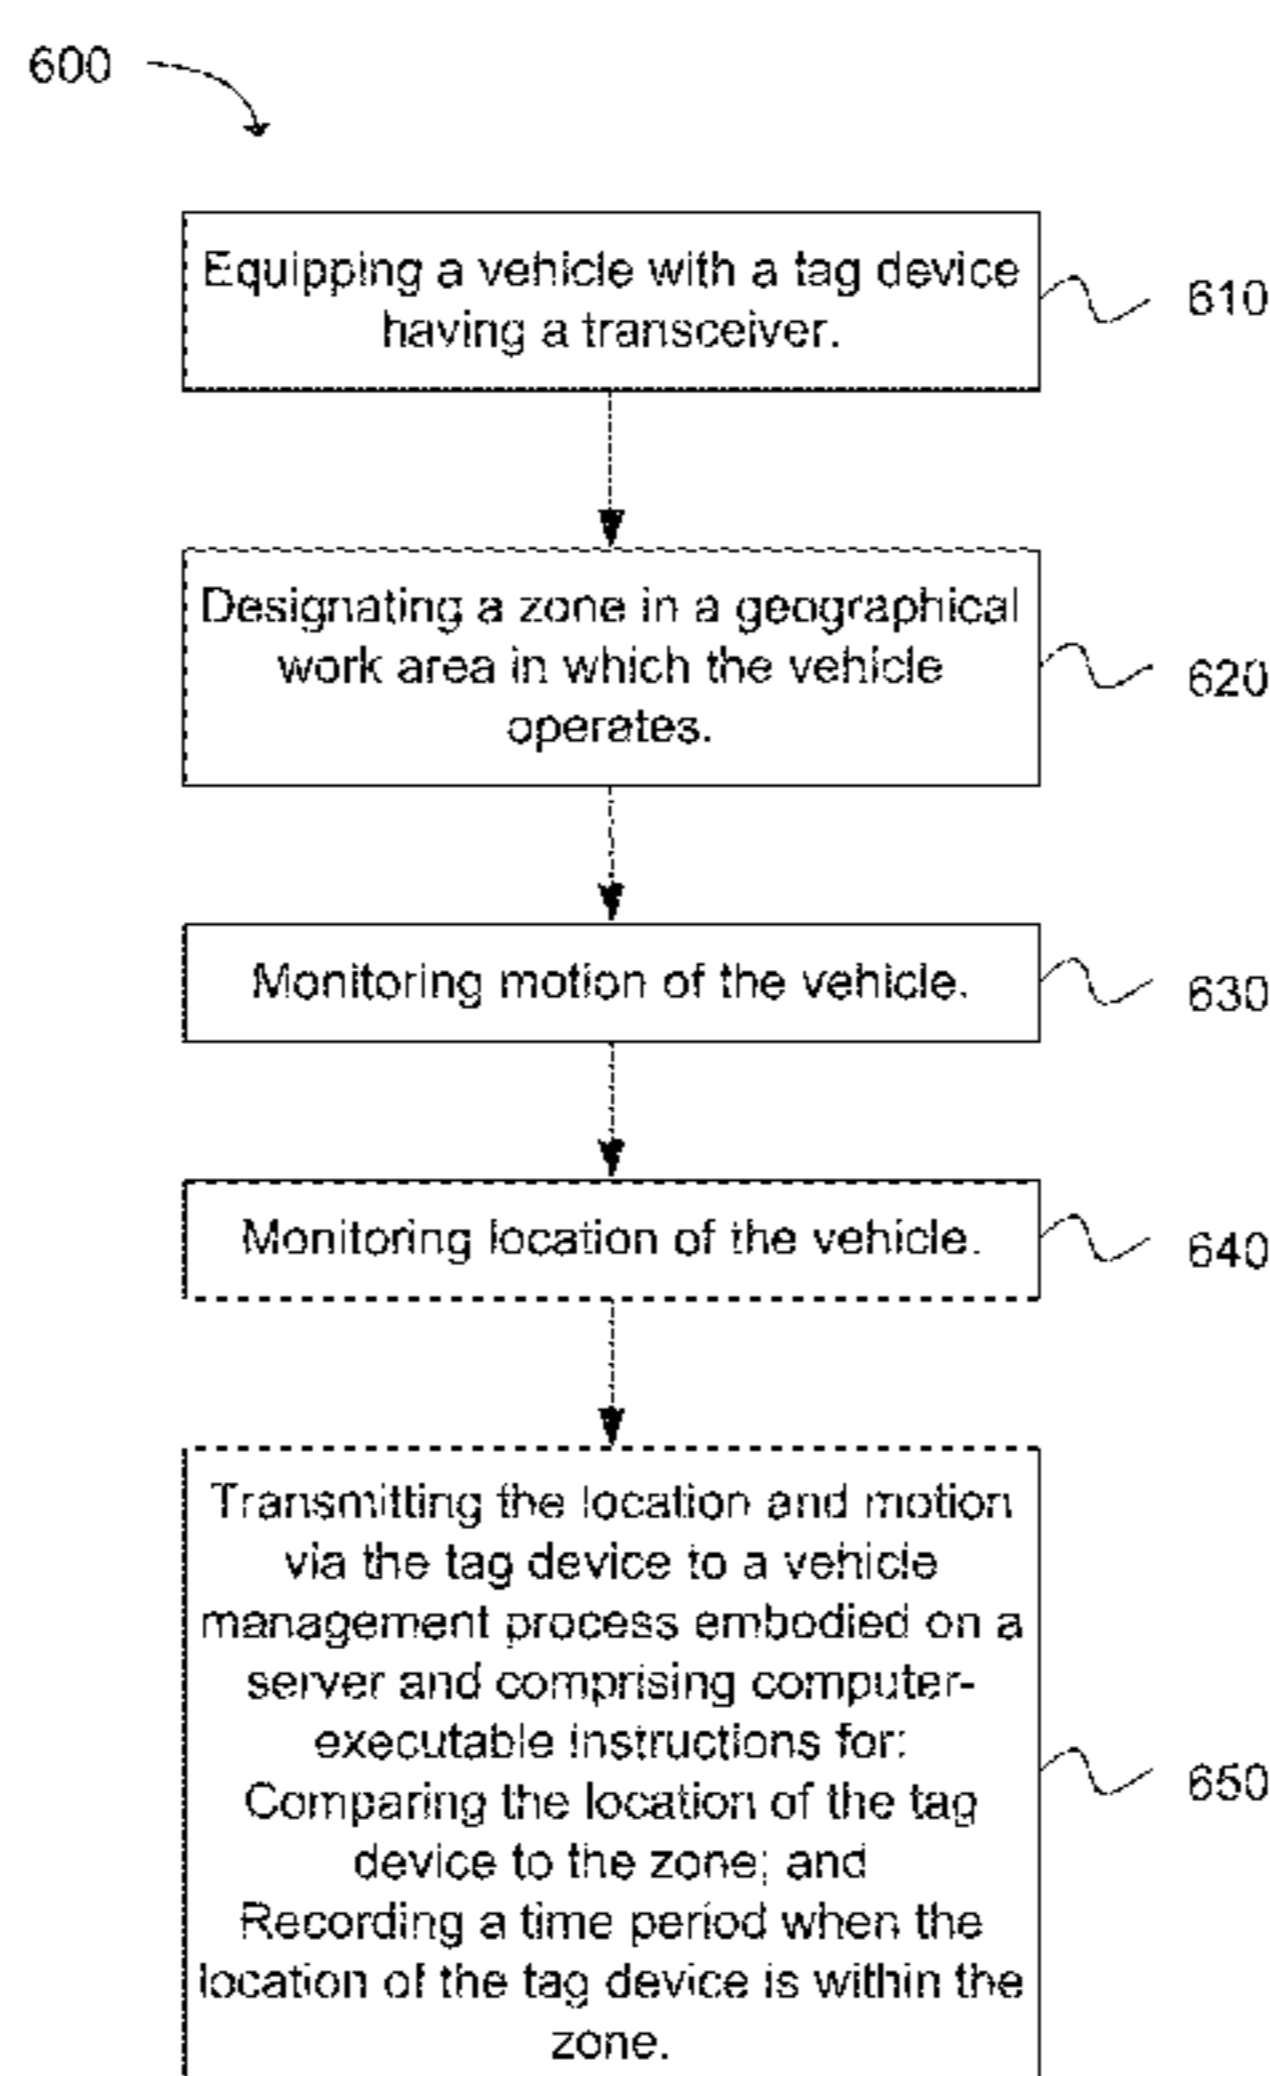 600
Equipping a vehicle with a tag device
having a transceiver.
610
Designating a zone in a geographical
work area in which the vehicle
operates.
620
Monitoring motion of the vehicle.
630
Monitoring location of the vehicle.
640
Transmitting the location and motion
via the tag device to a vehicle
management process embodied on a
server and comprising computer-
executable instructions for:
Comparing the location of the tag
device to the zone; and
Recording a time period when the
location of the tag device is within the
zone.
650